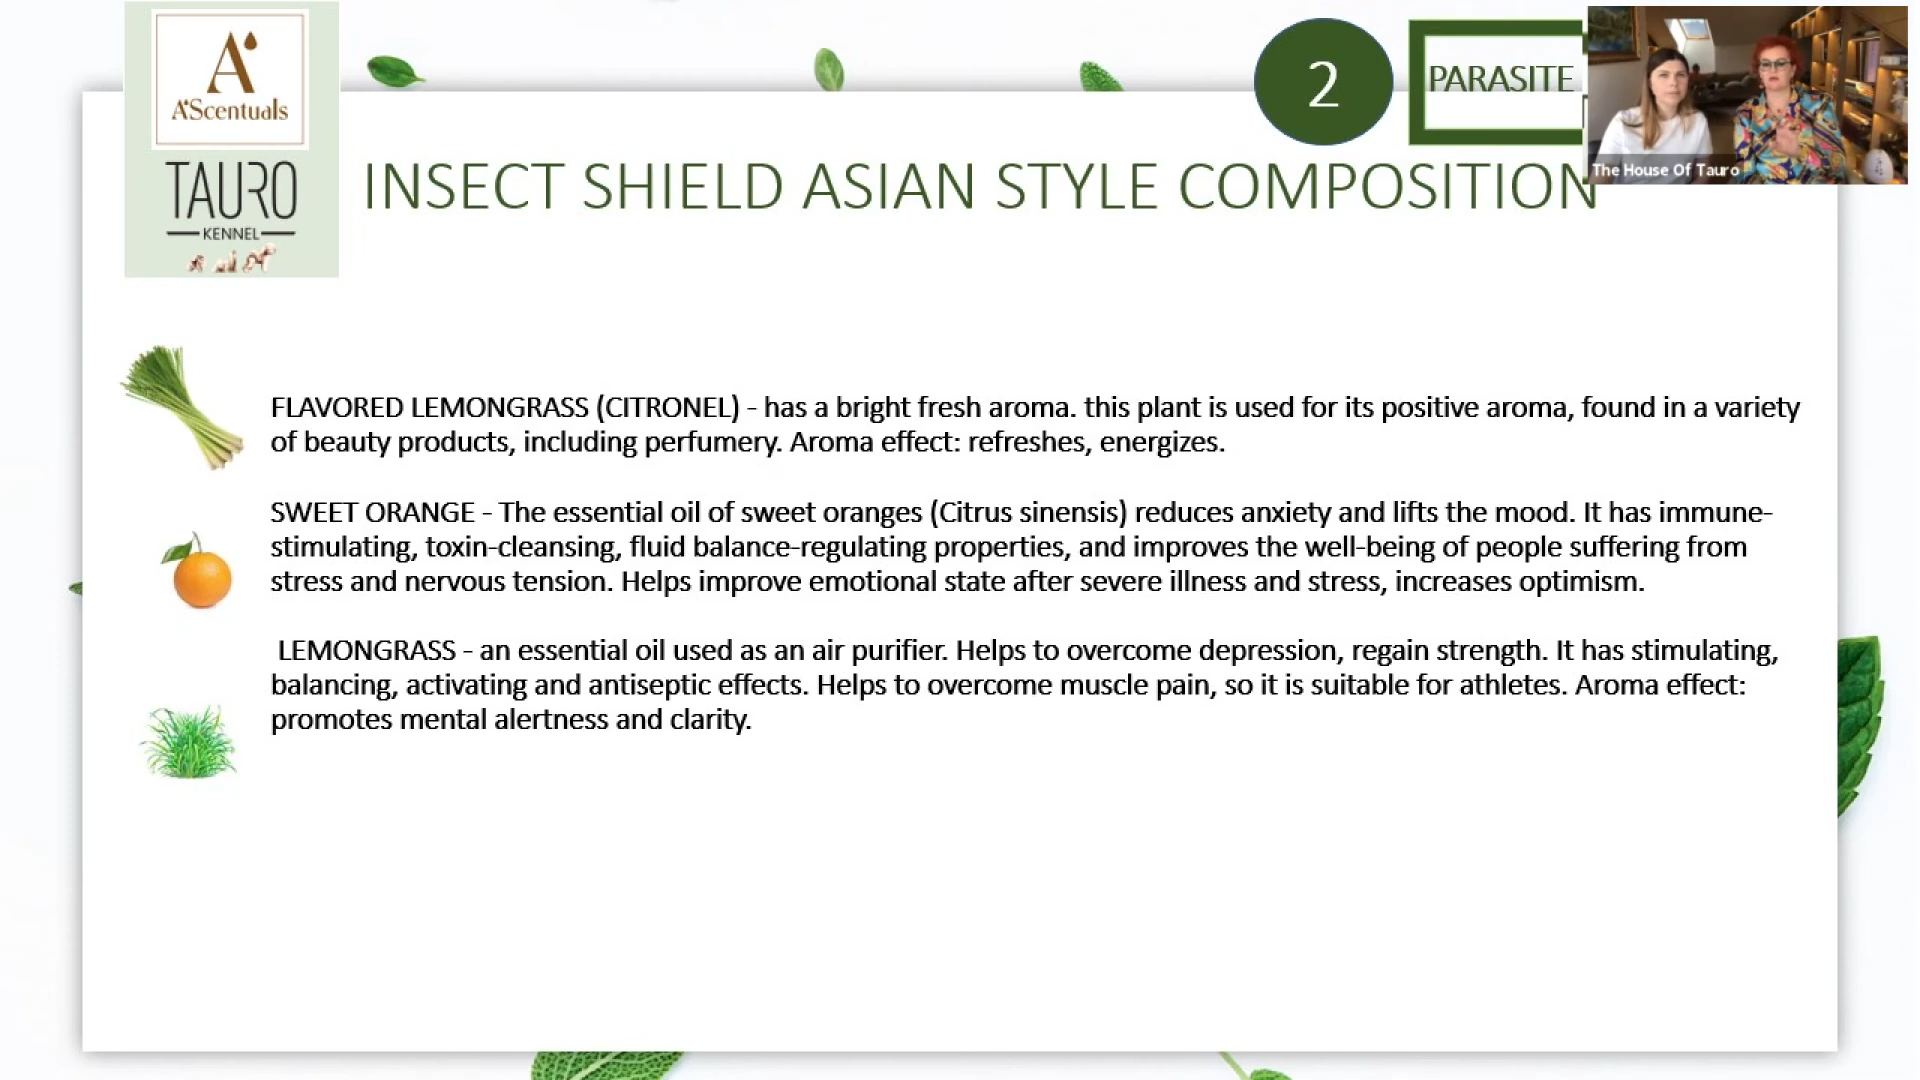 A
A'Scentuals
TAURO
KENNEL
2
PARASITE
The House Of Tauro
INSECT SHIELD ASIAN STYLE COMPOSITION
FLAVORED LEMONGRASS (CITRONEL) - has a bright fresh aroma. this plant is used for its positive aroma, found in a variety
of beauty products, including perfumery. Aroma effect: refreshes, energizes.
SWEET ORANGE - The essential oil of sweet oranges (Citrus sinensis) reduces anxiety and lifts the mood. It has immune-
stimulating, toxin-cleansing, fluid balance-regulating properties, and improves the well-being of people suffering from
stress and nervous tension. Helps improve emotional state after severe illness and stress, increases optimism.
LEMONGRASS - an essential oil used as an air purifier. Helps to overcome depression, regain strength. It has stimulating,
balancing, activating and antiseptic effects. Helps to overcome muscle pain, so it is suitable for athletes. Aroma effect:
promotes mental alertness and clarity.